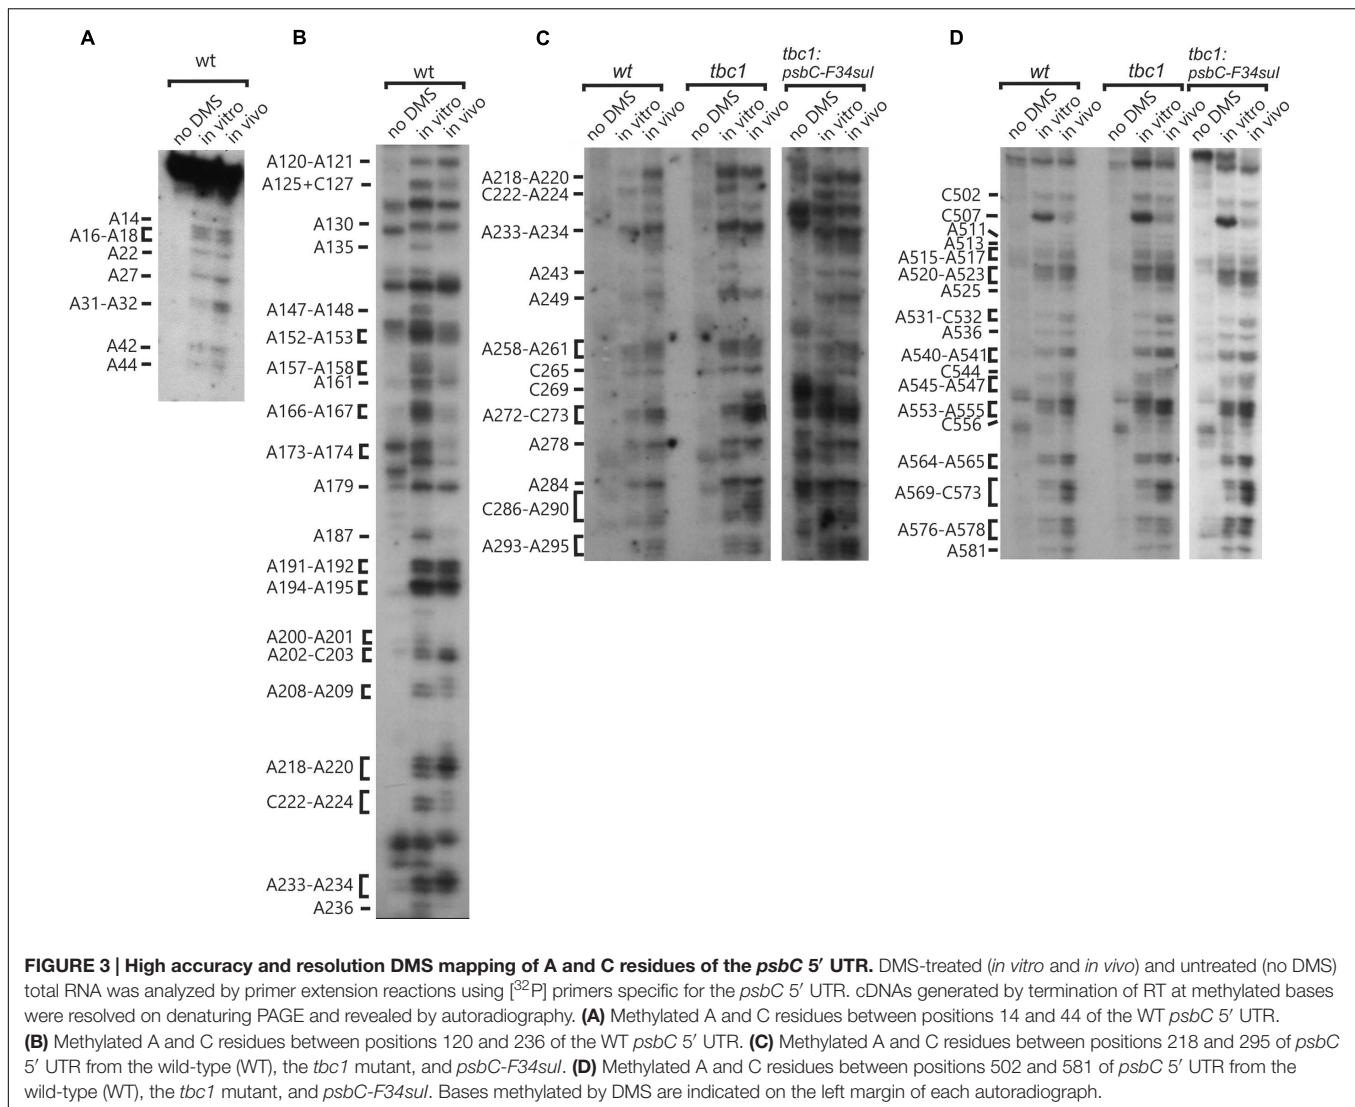 A
wt
no DMS
in vitro
in vivo
A14
A16-A18
A22
A27
A31-A32
A42
A44
B
wt
no DMS
in vitro
in vivo
A120-A121
A125+C127
A130
A135
A147-A148
A152-A153
A157-A158
A161
A166-A167
A173-A174
A179
A187
A191-A192
A194-A195
A200-A201
A202-C203
A208-A209
A218-A220
C222-A224
A233-A234
A236
C
wt
tbc1
tbc1:
psbC-F34suI
no DMS
in vitro
in vivo
no DMS
in vitro
in vivo
no DMS
in vitro
in vivo
A218-A220
C222-A224
A233-A234
A243
A249
A258-A261
C265
C269
A272-C273
A278
A284
C286-A290
A293-A295
D
wt
tbc1
tbc1:
psbC-F34suI
no DMS
in vitro
in vivo
no DMS
in vitro
in vivo
no DMS
in vitro
in vivo
C502
C507
A511
A513
A515-A517
A520-A523
A525
A531-C532
A536
A540-A541
C544
A545-A547
A553-A555
C556
A564-A565
A569-C573
A576-A578
A581
FIGURE 3 | High accuracy and resolution DMS mapping of A and C residues of the psbC 5′ UTR. DMS-treated (in vitro and in vivo) and untreated (no DMS)
total RNA was analyzed by primer extension reactions using [32P] primers specific for the psbC 5′ UTR. cDNAs generated by termination of RT at methylated bases
were resolved on denaturing PAGE and revealed by autoradiography. (A) Methylated A and C residues between positions 14 and 44 of the WT psbC 5′ UTR.
(B) Methylated A and C residues between positions 120 and 236 of the WT psbC 5′ UTR. (C) Methylated A and C residues between positions 218 and 295 of psbC
5′ UTR from the wild-type (WT), the tbc1 mutant, and psbC-F34suI. (D) Methylated A and C residues between positions 502 and 581 of psbC 5′ UTR from the
wild-type (WT), the tbc1 mutant, and psbC-F34suI. Bases methylated by DMS are indicated on the left margin of each autoradiograph.